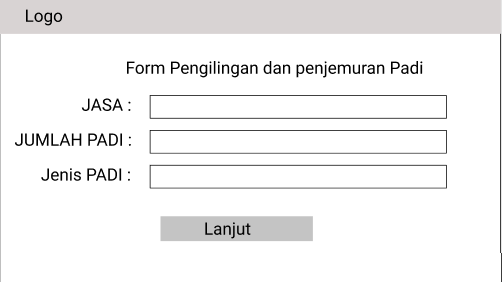 Logo
Form Pengilingan dan penjemuran Padi
JASA :
JUMLAH PADI :
Jenis PADI :
Lanjut